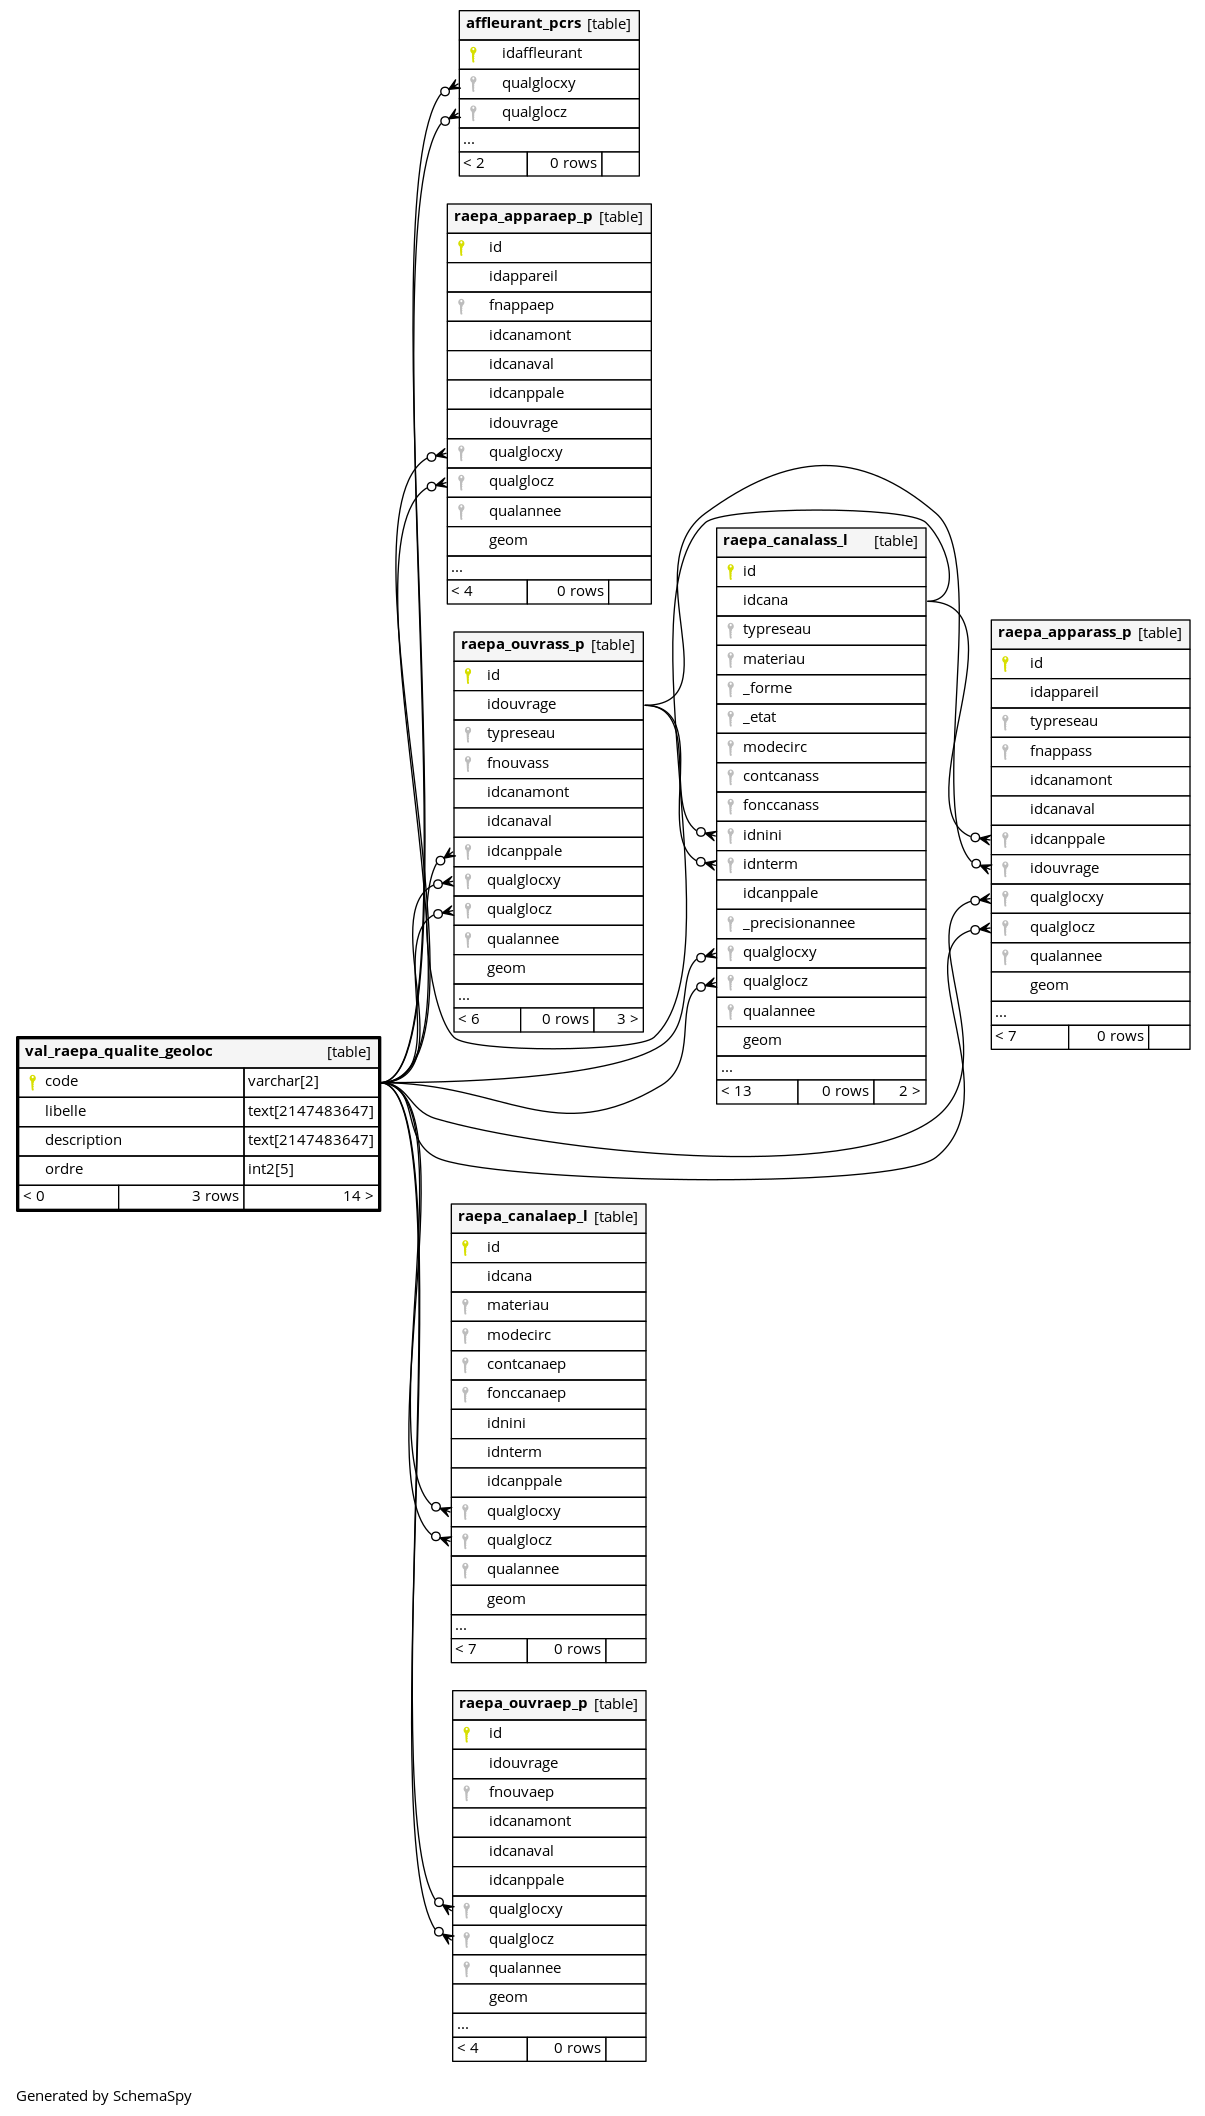 affleurant_pcrs [table]
idaffleurant
qualglocxy
qualglocz
...
< 2 0 rows
raepa_apparaep_p [table]
id
idappareil
fnappaep
idcanamont
idcanaval
idcanppale
idouvrage
qualglocxy
qualglocz
qualannee
geom
...
< 4 0 rows
raepa_ouvrass_p [table]
id
idouvrage
typreseau
fnouvass
idcanamont
idcanaval
idcanppale
qualglocxy
qualglocz
qualannee
geom
...
< 6 0 rows 3 >
raepa_canalass_l [table]
id
idcana
typreseau
materiau
_forme
_etat
modecirc
contcanass
fonccanass
idnini
idnterm
idcanppale
_precisionannee
qualglocxy
qualglocz
qualannee
geom
...
< 13 0 rows 2 >
raepa_apparass_p [table]
id
idappareil
typreseau
fnappass
idcanamont
idcanaval
idcanppale
idouvrage
qualglocxy
qualglocz
qualannee
geom
...
< 7 0 rows
val_raepa_qualite_geoloc [table]
code varchar[2]
libelle text[2147483647]
description text[2147483647]
ordre int2[5]
< 0 3 rows 14 >
raepa_canalaep_l [table]
id
idcana
materiau
modecirc
contcanaep
fonccanaep
idnini
idnterm
idcanppale
qualglocxy
qualglocz
qualannee
geom
...
< 7 0 rows
raepa_ouvraep_p [table]
id
idouvrage
fnouvaep
idcanamont
idcanaval
idcanppale
qualglocxy
qualglocz
qualannee
geom
...
< 4 0 rows
Generated by SchemaSpy